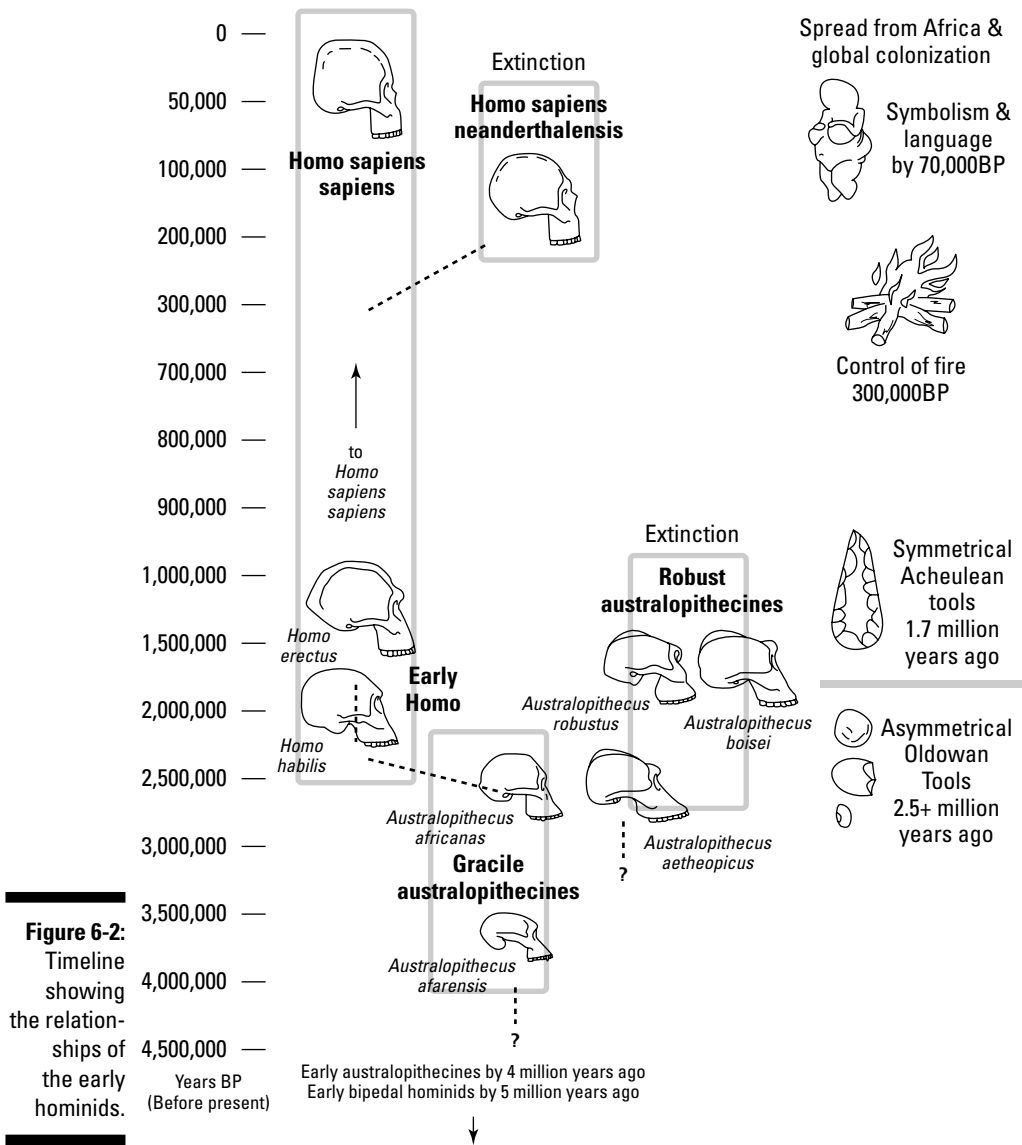 0
50,000
100,000
200,000
300,000
700,000
800,000
900,000
1,000,000
1,500,000
2,000,000
2,500,000
3,000,000
3,500,000
4,000,000
4,500,000
Years BP
(Before present)
Homo sapiens
sapiens
Extinction
Homo sapiens
neanderthalensis
to
Homo
sapiens
sapiens
Homo
erectus
Early
Homo
Homo
habilis
Extinction
Robust
australopithecines
Australopithecus
robustus
Australopithecus
boisei
Australopithecus
africanas
Australopithecus
aetheopicus
?
Gracile
australopithecines
Australopithecus
afarensis
?
Early australopithecines by 4 million years ago
Early bipedal hominids by 5 million years ago
Spread from Africa &
global colonization
Symbolism &
language
by 70,000BP
Control of fire
300,000BP
Symmetrical
Acheulean
tools
1.7 million
years ago
Asymmetrical
Oldowan
Tools
2.5+ million
years ago
Figure 6-2:
Timeline
showing
the relation-
ships of
the early
hominids.